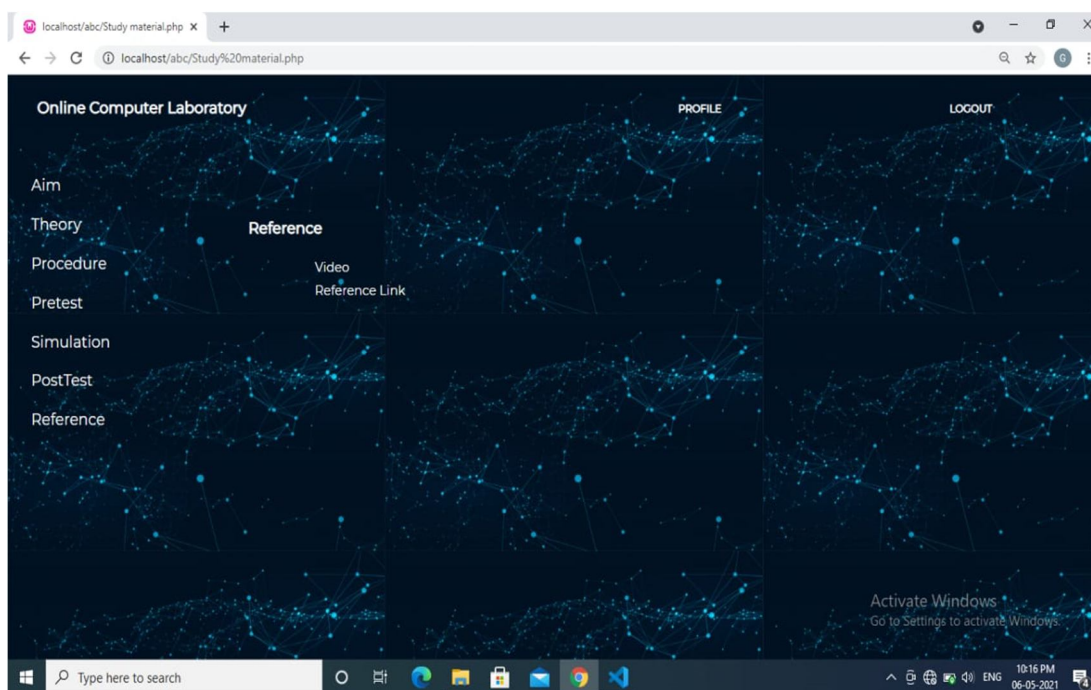 localhost/abc/Study material.php
localhost/abc/Study%20material.php
G
Online Computer Laboratory
PROFILE
LOGOUT
Aim
Theory
Reference
Procedure
Video
Reference Link
Pretest
Simulation
PostTest
Reference
Activate Windows
Go to Settings to activate Windows.
Type here to search
ENG
10:16 PM
06-05-2021